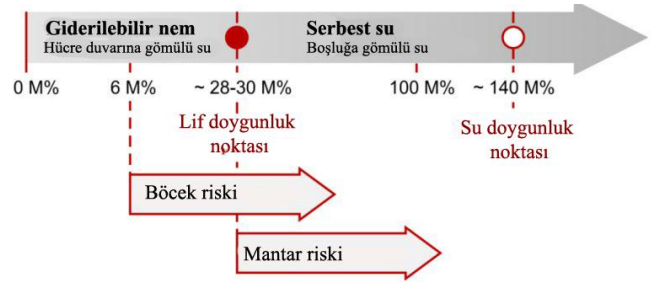 Giderilebilir nem
Hücre duvarına gömülü su
Serbest su
Boşluğa gömülü su
0 M%
6 M%
~ 28-30 M%
100 M%
~ 140 M%
Lif doygunluk
noktası
Su doygunluk
noktası
Böcek riski
Mantar riski